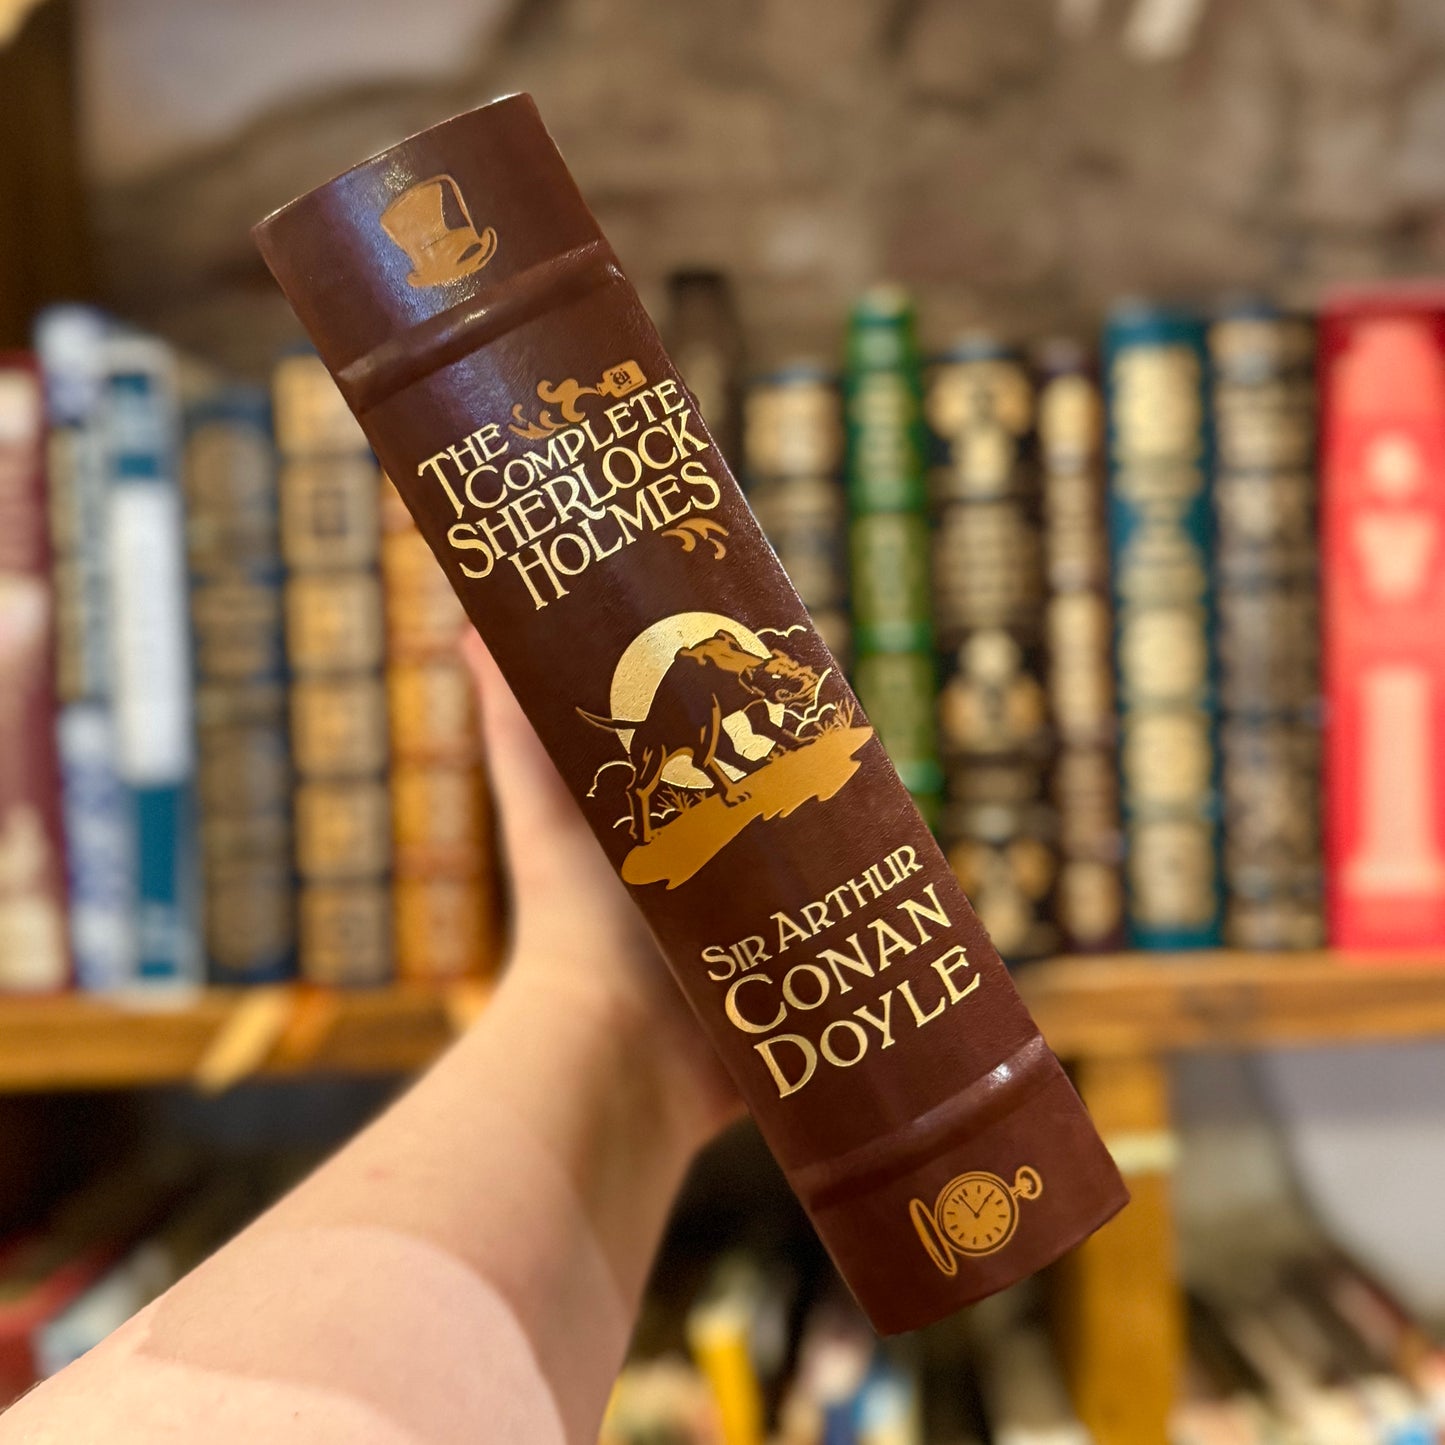 THE
COMPLETE
SHERLOCK
HOLMES
SIR ARTHUR
CONAN
DOYLE